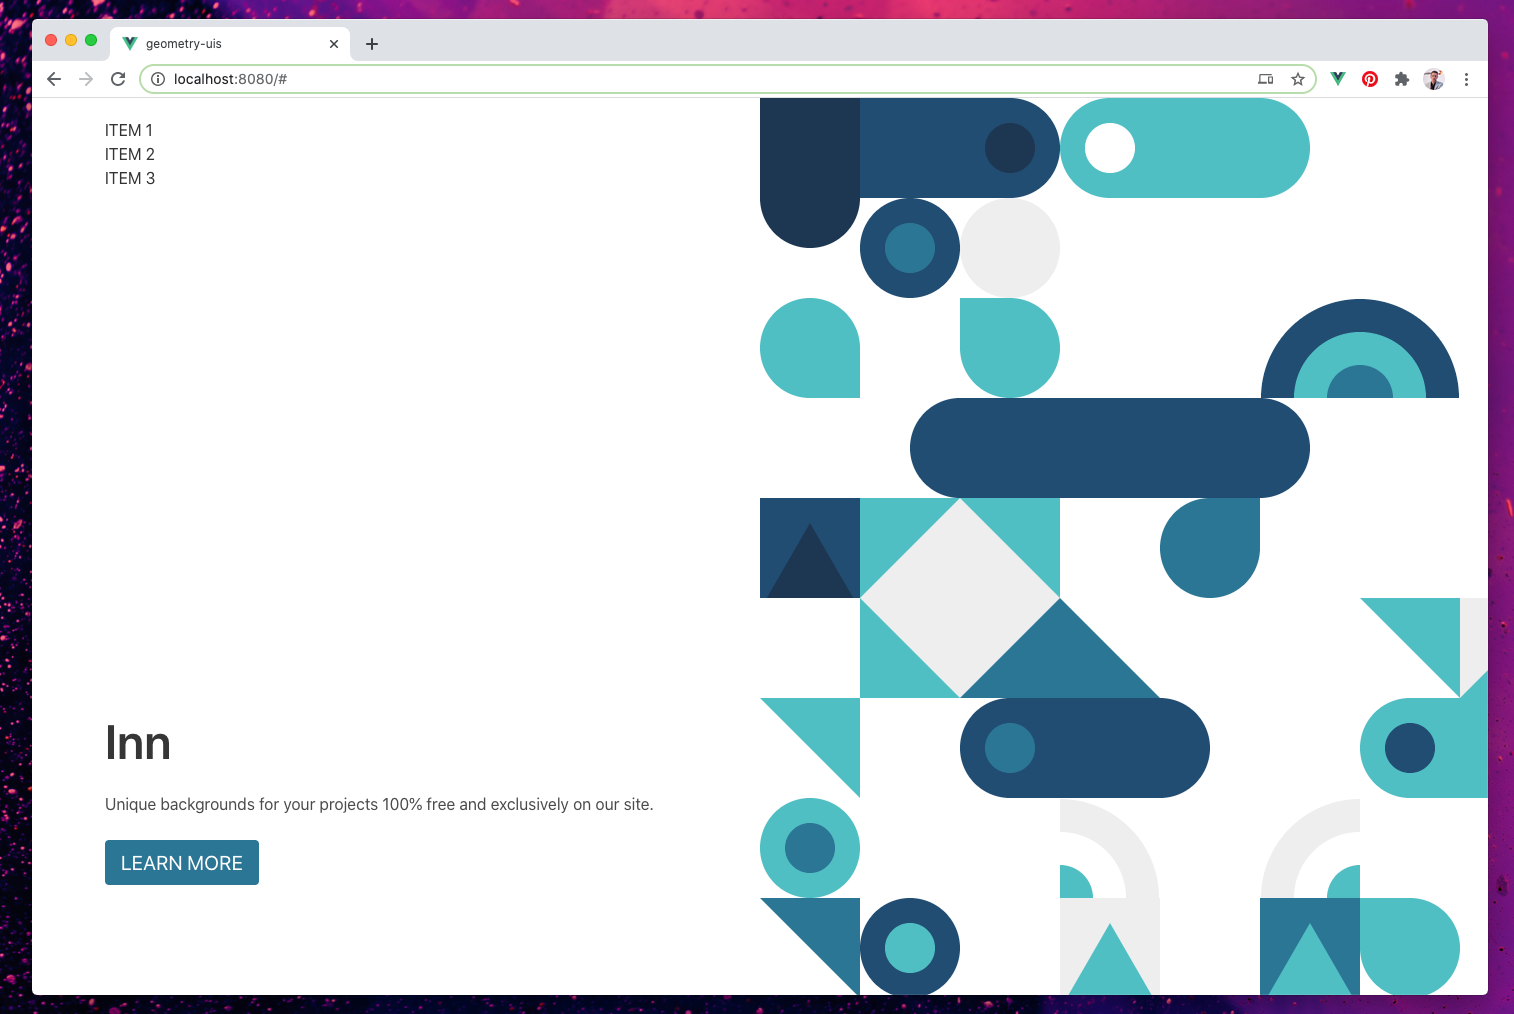 geometry-uis
localhost:8080/#
ITEM 1
ITEM 2
ITEM 3
Inn
Unique backgrounds for your projects 100% free and exclusively on our site.
LEARN MORE